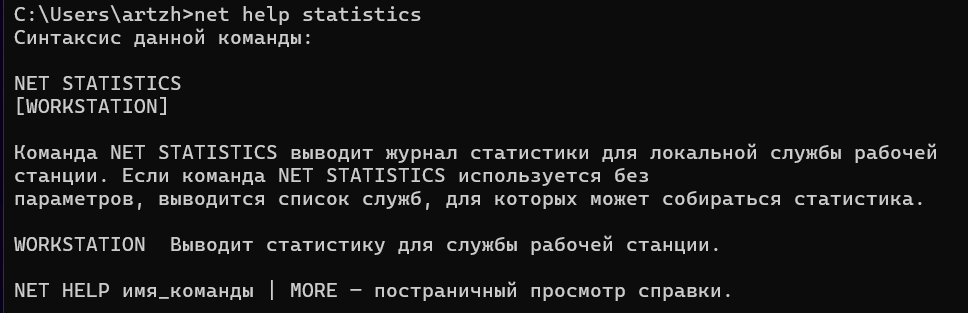 C:\Users\artzh>net help statistics
Синтаксис данной команды:
NET STATISTICS
[WORKSTATION]
Команда NET STATISTICS выводит журнал статистики для локальной службы рабочей
станции. Если команда NET STATISTICS используется без
параметров, выводится список служб, для которых может собираться статистика.
WORKSTATION  Выводит статистику для службы рабочей станции.
NET HELP имя_команды | MORE — постраничный просмотр справки.